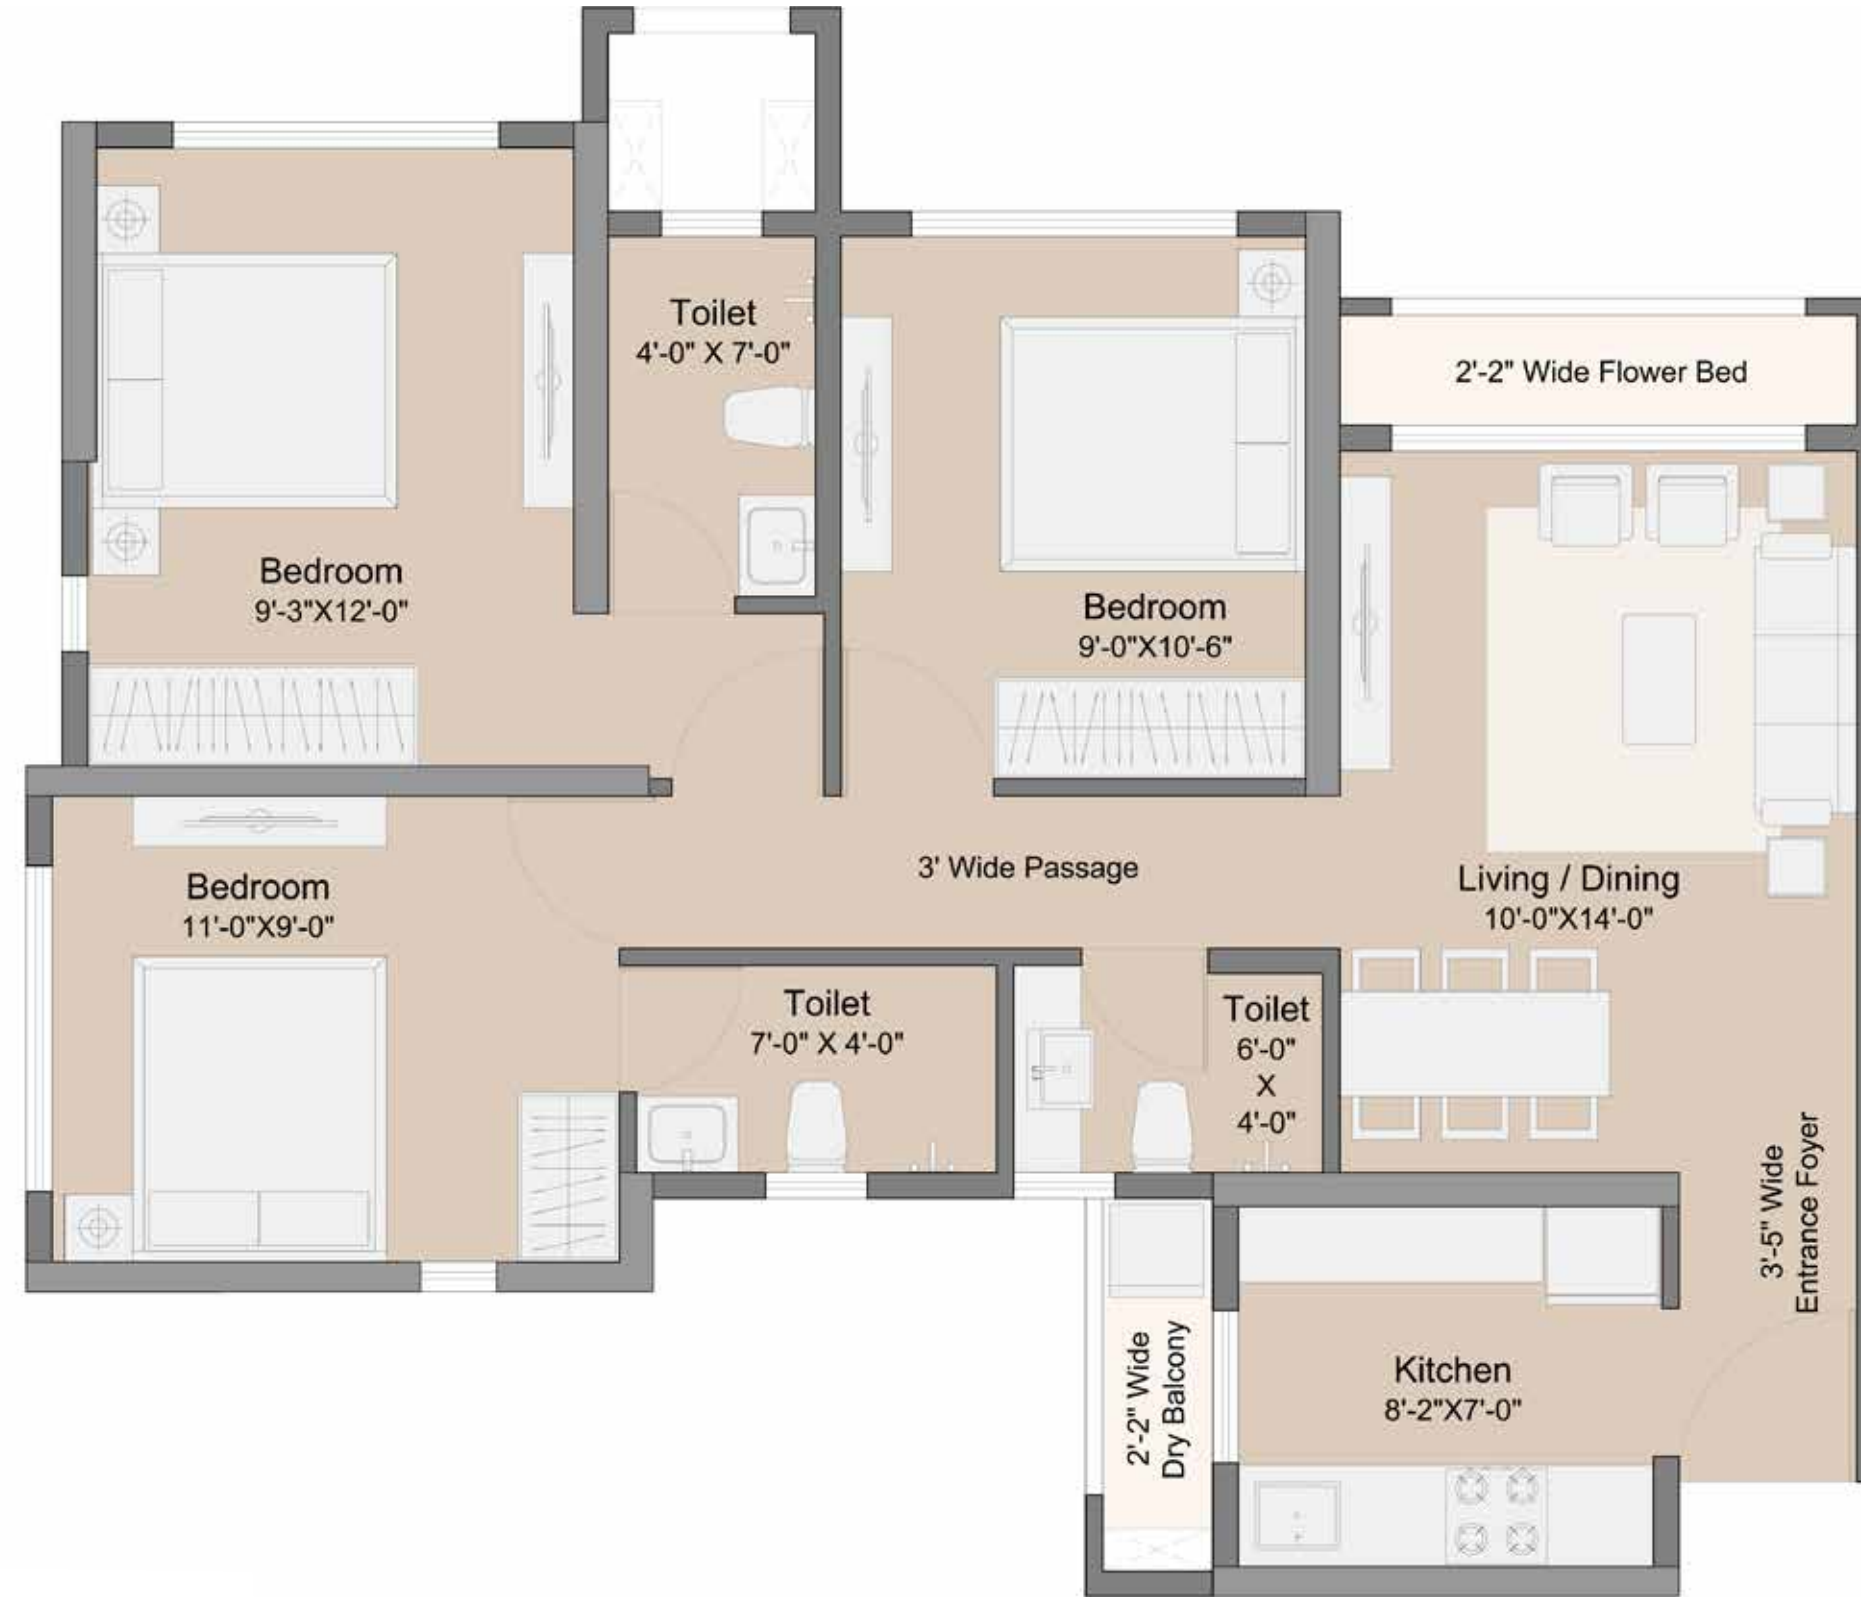 Toilet
4'-0" X 7'-0"
2'-2" Wide Flower Bed
Bedroom
9'-3"X12'-0"
Bedroom
9'-0"X10'-6"
3' Wide Passage
Living / Dining
10'-0"X14'-0"
Bedroom
11'-0"X9'-0"
Toilet
7'-0" X 4'-0"
Toilet
6'-0"
X
4'-0"
3'-5" Wide
Entrance Foyer
2'-2" Wide
Dry Balcony
Kitchen
8'-2"X7'-0"